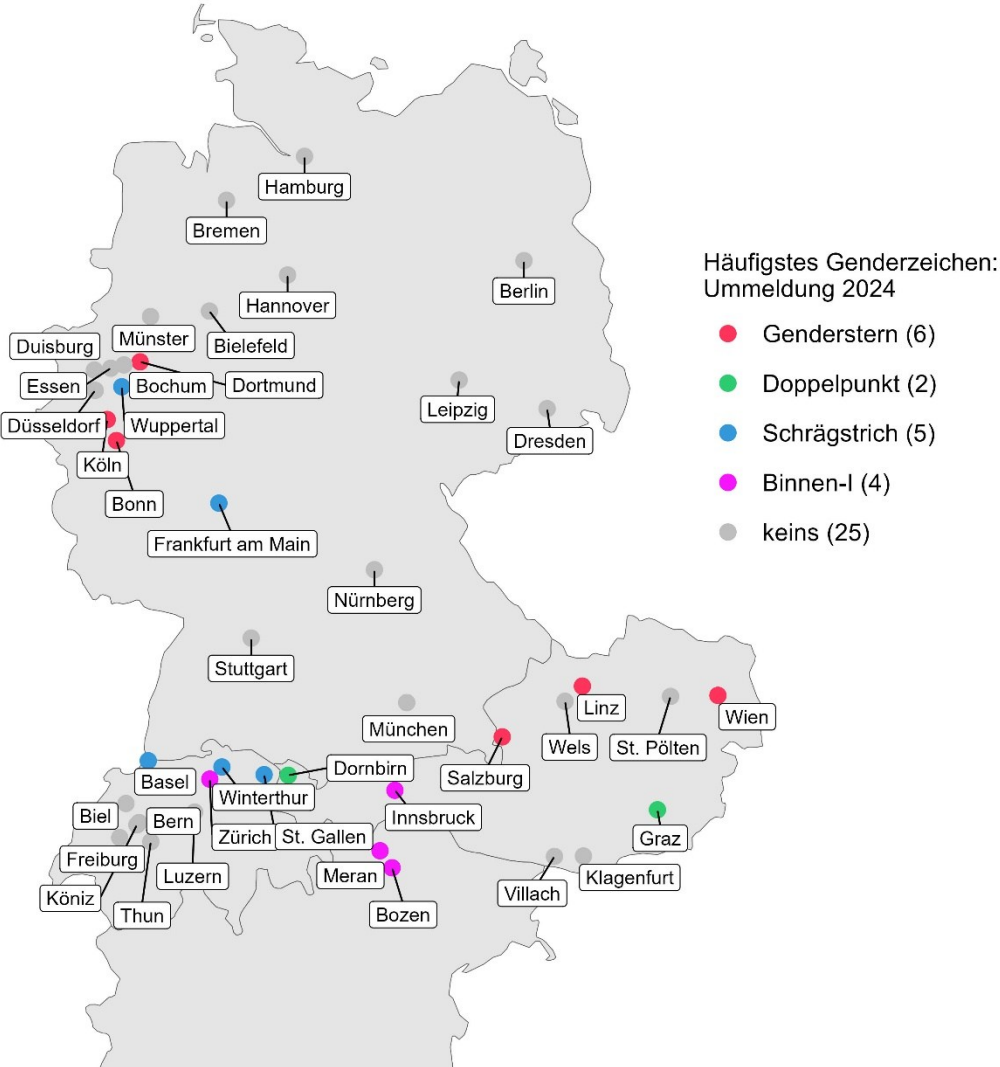 Hamburg
Bremen
Hannover
Berlin
Münster
Bielefeld
Duisburg
Essen
Bochum
Dortmund
Leipzig
Düsseldorf
Wuppertal
Dresden
Köln
Bonn
Frankfurt am Main
Nürnberg
Stuttgart
München
Linz
Wien
Wels
St. Pölten
Salzburg
Dornbirn
Basel
Winterthur
Innsbruck
Biel
Bern
Zürich
St. Gallen
Graz
Freiburg
Luzern
Meran
Klagenfurt
Köniz
Thun
Bozen
Villach
Häufigstes Genderzeichen:
Ummeldung 2024
Genderstern (6)
Doppelpunkt (2)
Schrägstrich (5)
Binnen-I (4)
keins (25)